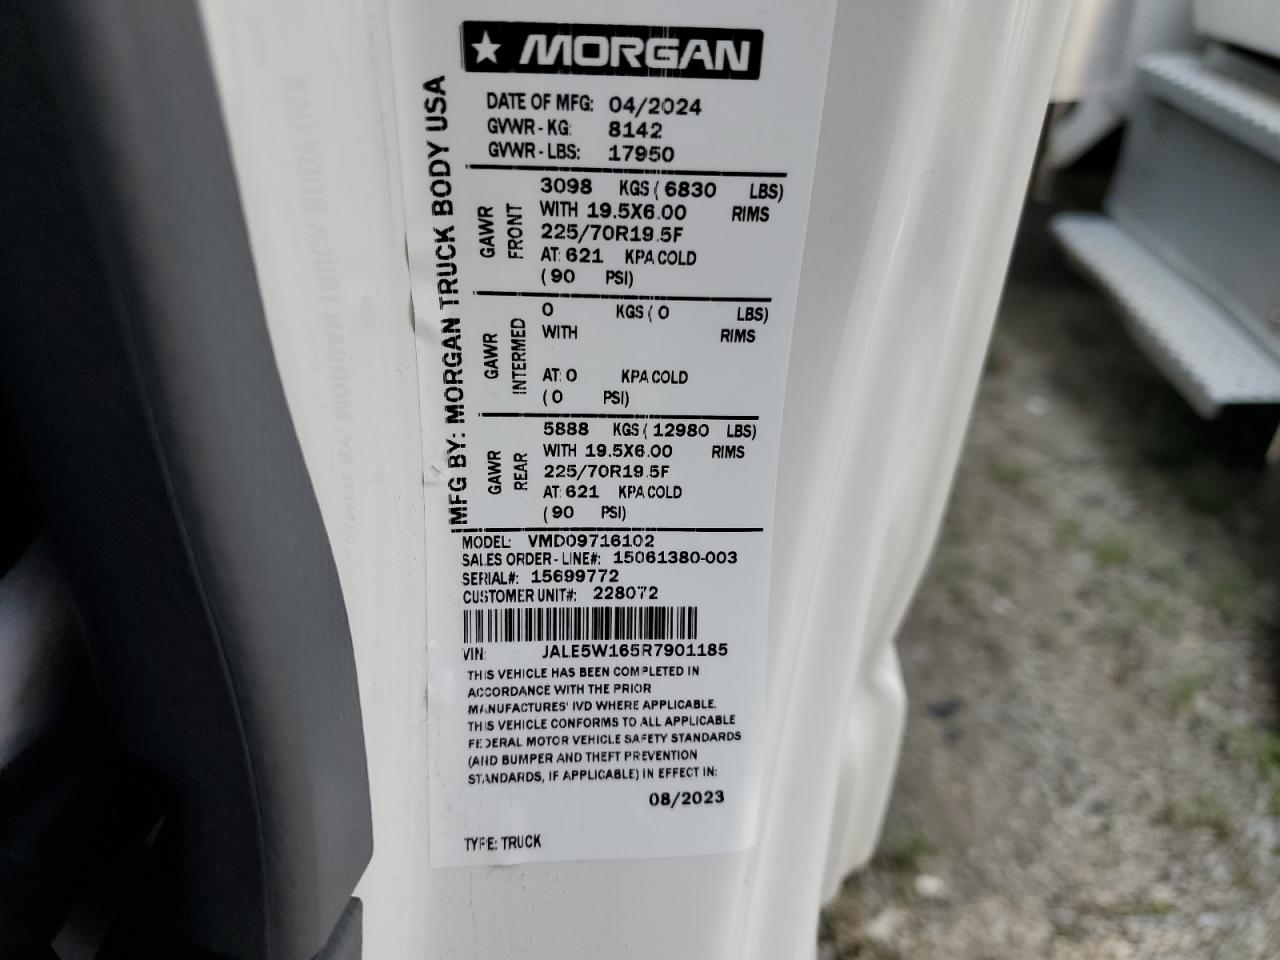 MORGAN
MFG BY: MORGAN TRUCK BODY USA
DATE OF MFG: 04/2024
GVWR - KG: 8142
GVWR - LBS: 17950
GAWR FRONT
3098 KGS ( 6830 LBS)
WITH 19.5X6.00 RIMS
225/70R19.5F
AT: 621 KPA COLD
( 90 PSI)
GAWR INTERMED
0 KGS ( 0 LBS)
WITH RIMS
AT: 0 KPA COLD
( 0 PSI)
GAWR REAR
5888 KGS ( 12980 LBS)
WITH 19.5X6.00 RIMS
225/70R19.5F
AT: 621 KPA COLD
( 90 PSI)
MODEL: VMD09716102
SALES ORDER - LINE#: 15061380-003
SERIAL#: 15699772
CUSTOMER UNIT#: 228072
VIN: JALE5W165R7901185
THIS VEHICLE HAS BEEN COMPLETED IN
ACCORDANCE WITH THE PRIOR
MANUFACTURES' IVD WHERE APPLICABLE.
THIS VEHICLE CONFORMS TO ALL APPLICABLE
FEDERAL MOTOR VEHICLE SAFETY STANDARDS
(AND BUMPER AND THEFT PREVENTION
STANDARDS, IF APPLICABLE) IN EFFECT IN:
08/2023
TYPE: TRUCK